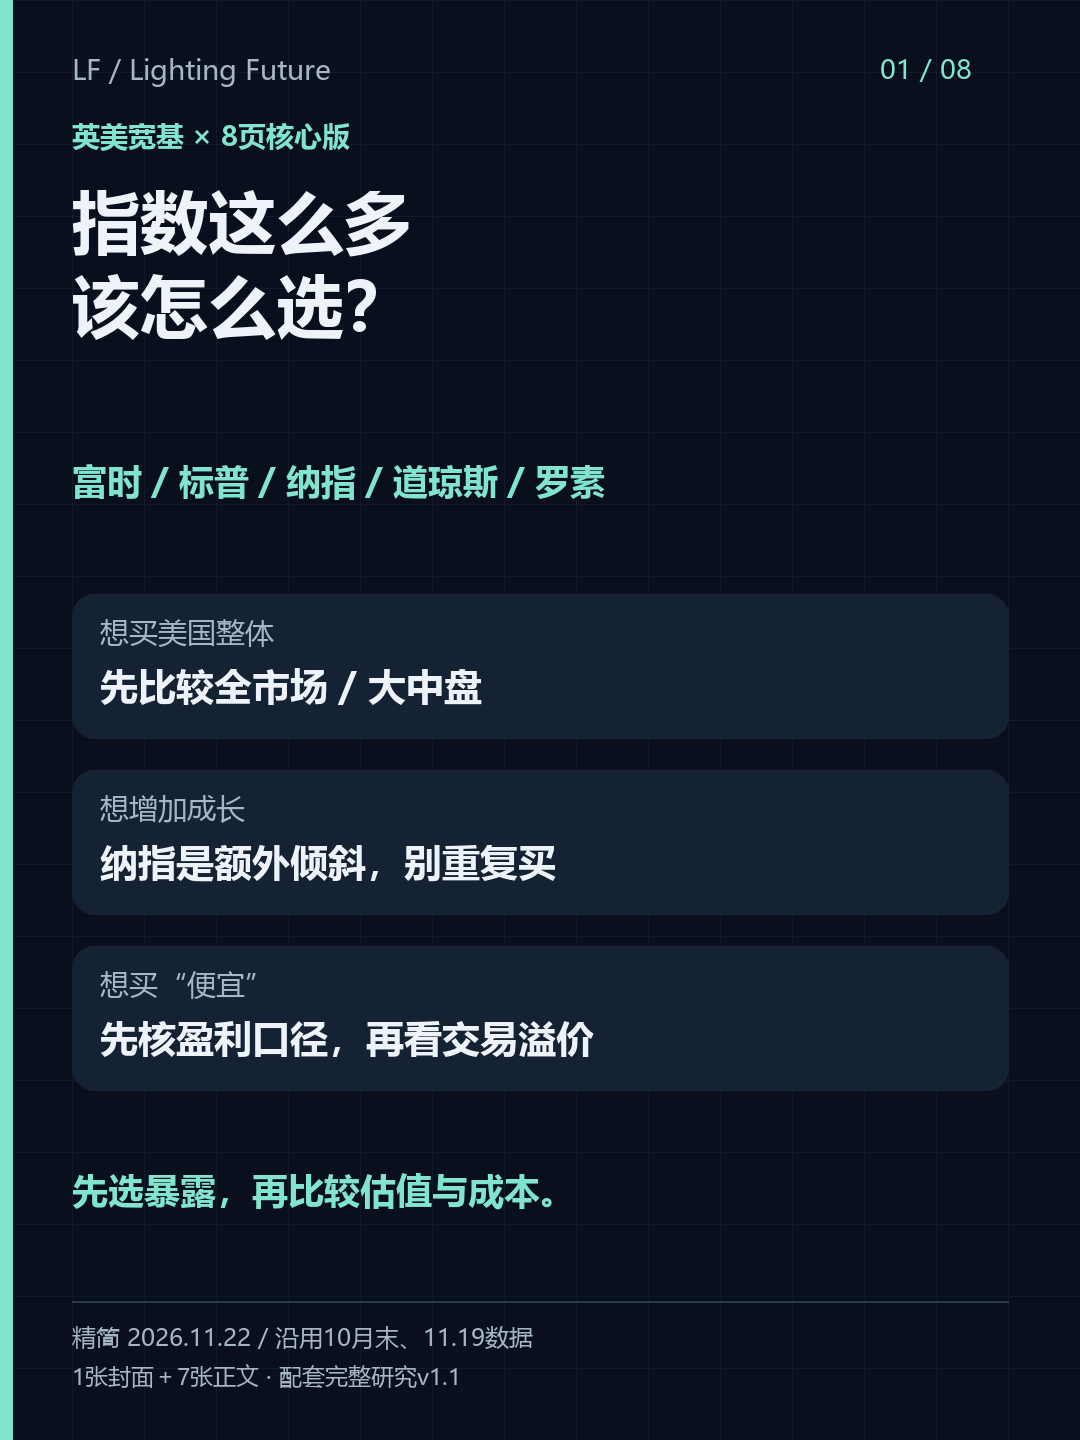 LF / Lighting Future
01 / 08
英美宽基 × 8页核心版
指数这么多
该怎么选？
富时 / 标普 / 纳指 / 道琼斯 / 罗素
想买美国整体
先比较全市场 / 大中盘
想增加成长
纳指是额外倾斜，别重复买
想买“便宜”
先核盈利口径，再看交易溢价
先选暴露，再比较估值与成本。
精简 2026.11.22 / 沿用10月末、11.19数据
1张封面 + 7张正文 · 配套完整研究v1.1